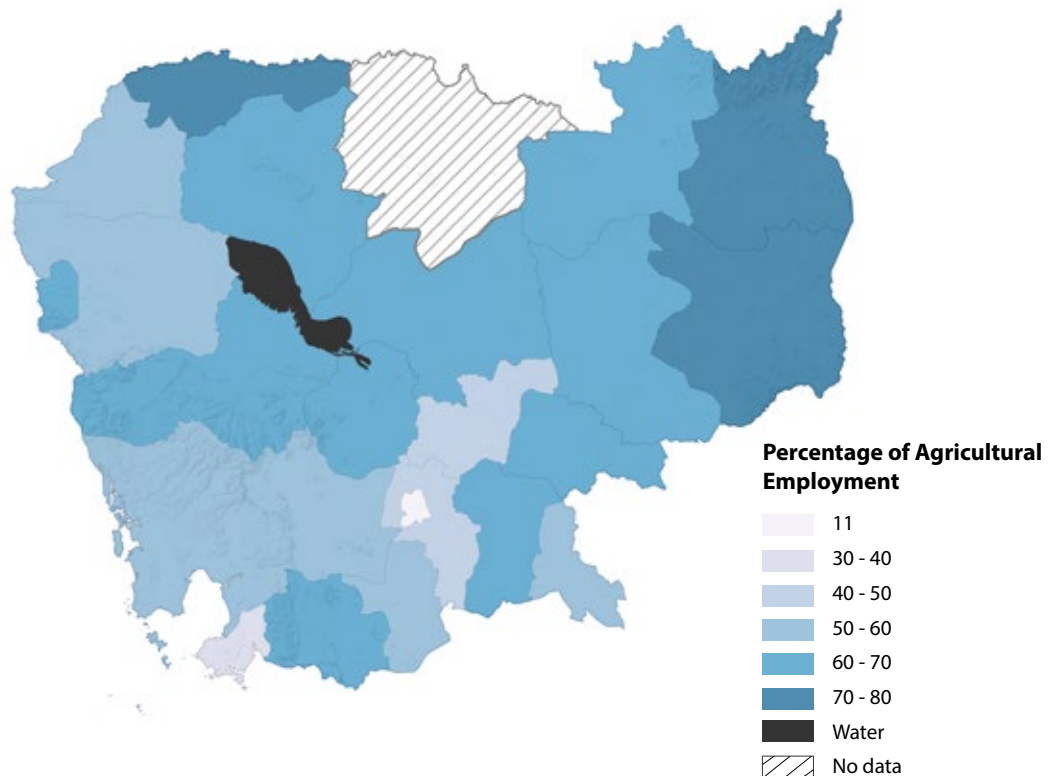 Percentage of Agricultural
Employment
11
30 - 40
40 - 50
50 - 60
60 - 70
70 - 80
Water
No data